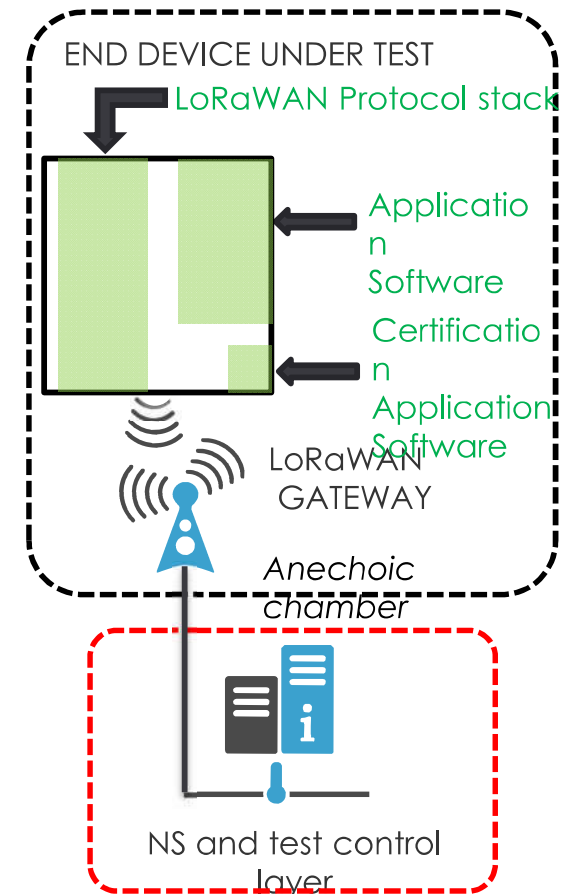 END DEVICE UNDER TEST
LoRaWAN Protocol stack
Applicatio
n
Software
Certificatio
n
Application
Software
LoRaWAN
GATEWAY
Anechoic
chamber
i
NS and test control
layer